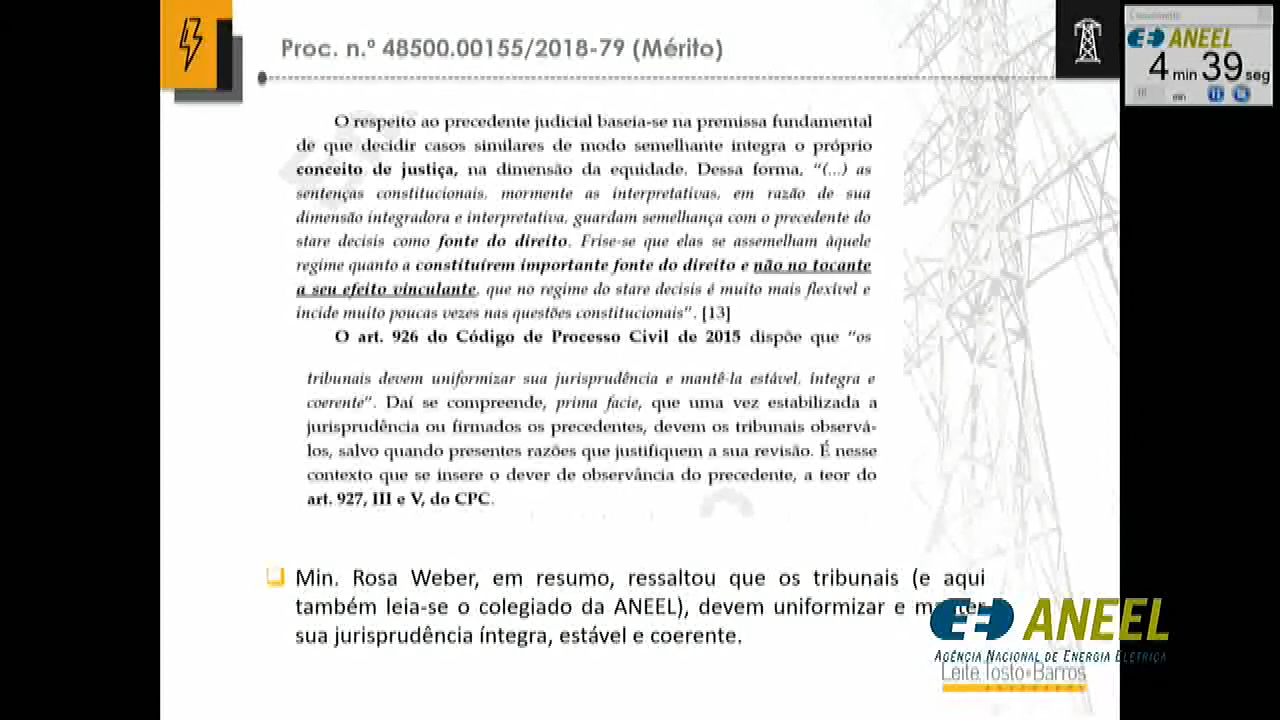 Proc. n.º 48500.00155/2018-79 (Mérito)
ANEEL
4 min 39 seg
min
O respeito ao precedente judicial baseia-se na premissa fundamental
de que decidir casos similares de modo semelhante integra o próprio
conceito de justiça, na dimensão da equidade. Dessa forma, “(...) as
sentenças constitucionais, mormente as interpretativas, em razão de sua
dimensão integradora e interpretativa, guardam semelhança com o precedente do
stare decisis como fonte do direito. Frise-se que elas se assemelham àquele
regime quanto a constituírem importante fonte do direito e não no tocante
a seu efeito vinculante, que no regime do stare decisis é muito mais flexível e
incide muito poucas vezes nas questões constitucionais”. [13]
O art. 926 do Código de Processo Civil de 2015 dispõe que “os
tribunais devem uniformizar sua jurisprudência e mantê-la estável, íntegra e
coerente”. Daí se compreende, prima facie, que uma vez estabilizada a
jurisprudência ou firmados os precedentes, devem os tribunais observá-
los, salvo quando presentes razões que justifiquem a sua revisão. É nesse
contexto que se insere o dever de observância do precedente, a teor do
art. 927, III e V, do CPC.
Min. Rosa Weber, em resumo, ressaltou que os tribunais (e aqui
também leia-se o colegiado da ANEEL), devem uniformizar e manter
sua jurisprudência íntegra, estável e coerente.
ANEEL
AGÊNCIA NACIONAL DE ENERGIA ELÉTRICA
Leite, Tosto e Barros